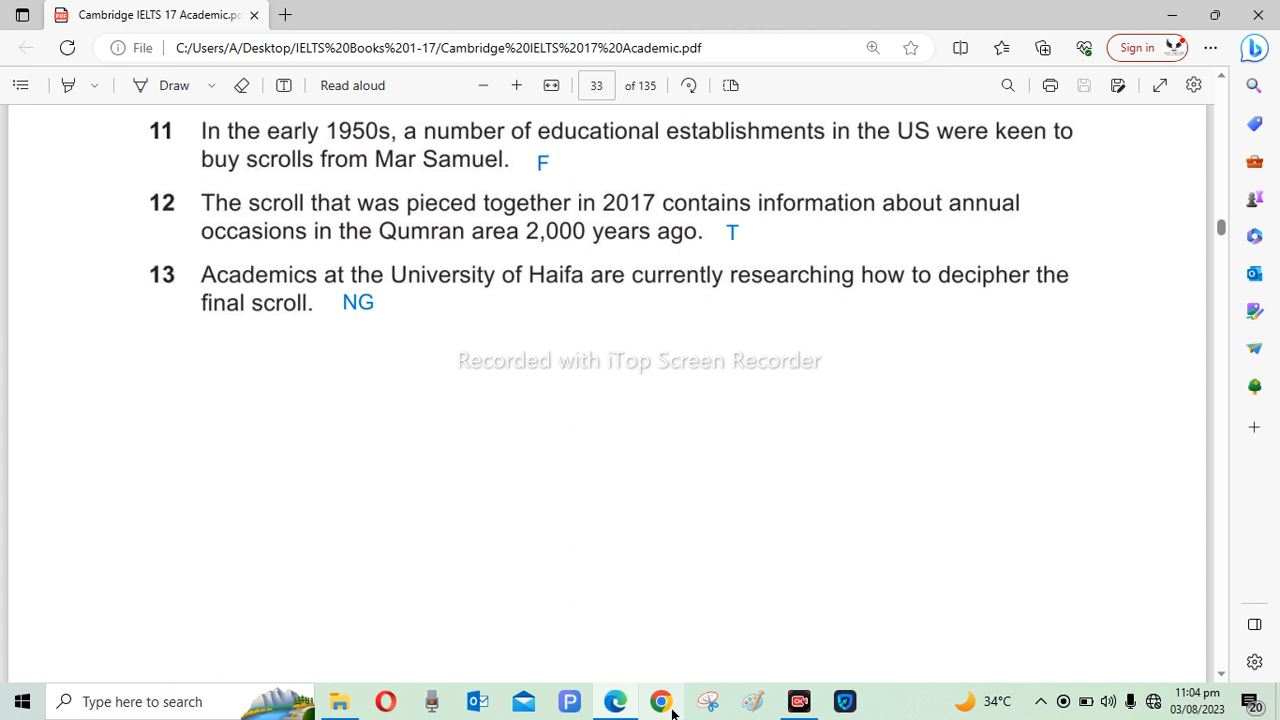 Cambridge IELTS 17 Academic.pd
File C:/Users/A/Desktop/IELTS%20Books%201-17/Cambridge%20IELTS%2017%20Academic.pdf
Sign in
Draw
Read aloud
33 of 135
11 In the early 1950s, a number of educational establishments in the US were keen to
buy scrolls from Mar Samuel. F
12 The scroll that was pieced together in 2017 contains information about annual
occasions in the Qumran area 2,000 years ago. T
13 Academics at the University of Haifa are currently researching how to decipher the
final scroll. NG
Recorded with iTop Screen Recorder
Type here to search
34°C
11:04 pm
03/08/2023
20